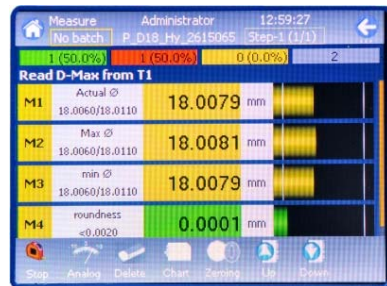 Measure Administrator 12:59:27
No batch P_D18_Hy_2615065 Step-1 (1/1)
1 (50.0%) 1 (50.0%) 0 (0.0%) 2
Read D-Max from T1
M1 Actual Ø 18.0060/18.0110 18.0079 mm
M2 Max Ø 18.0060/18.0110 18.0081 mm
M3 min Ø 18.0060/18.0110 18.0079 mm
M4 roundness <0.0020 0.0001 mm
Stop Analog Delete Chart Zeroing Up Down